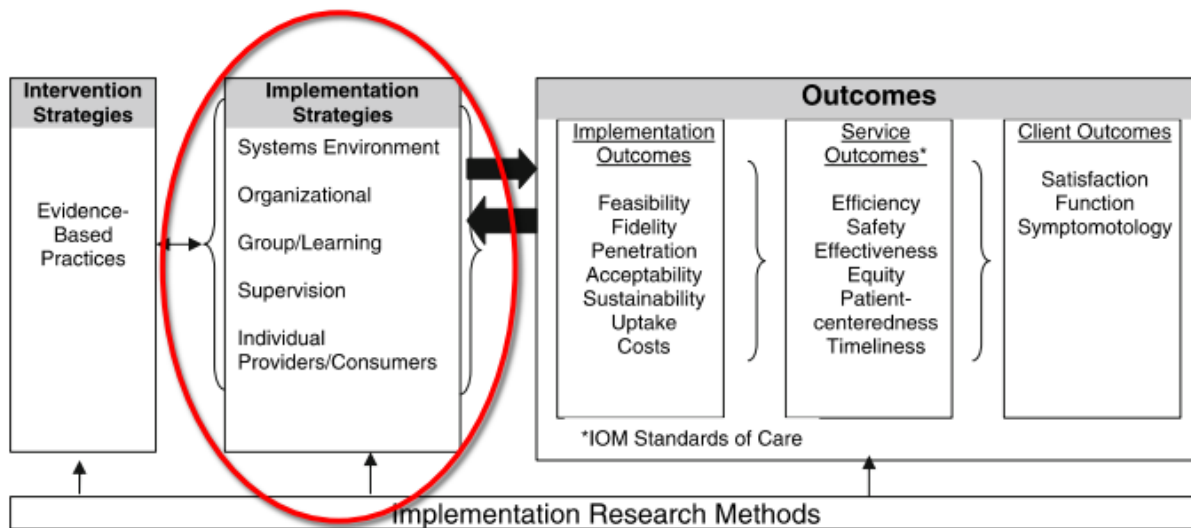 Intervention
Strategies
Evidence-
Based
Practices
Implementation
Strategies
Systems Environment
Organizational
Group/Learning
Supervision
Individual
Providers/Consumers
Outcomes
Implementation
Outcomes
Feasibility
Fidelity
Penetration
Acceptability
Sustainability
Uptake
Costs
Service
Outcomes*
Efficiency
Safety
Effectiveness
Equity
Patient-
centeredness
Timeliness
Client Outcomes
Satisfaction
Function
Symptomotology
*IOM Standards of Care
Implementation Research Methods